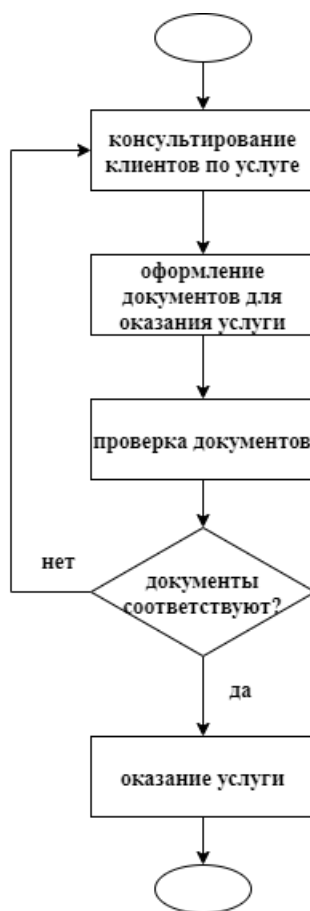 консультирование
клиентов по услуге
оформление
документов для
оказания услуги
проверка документов
нет
документы
соответствуют?
да
оказание услуги